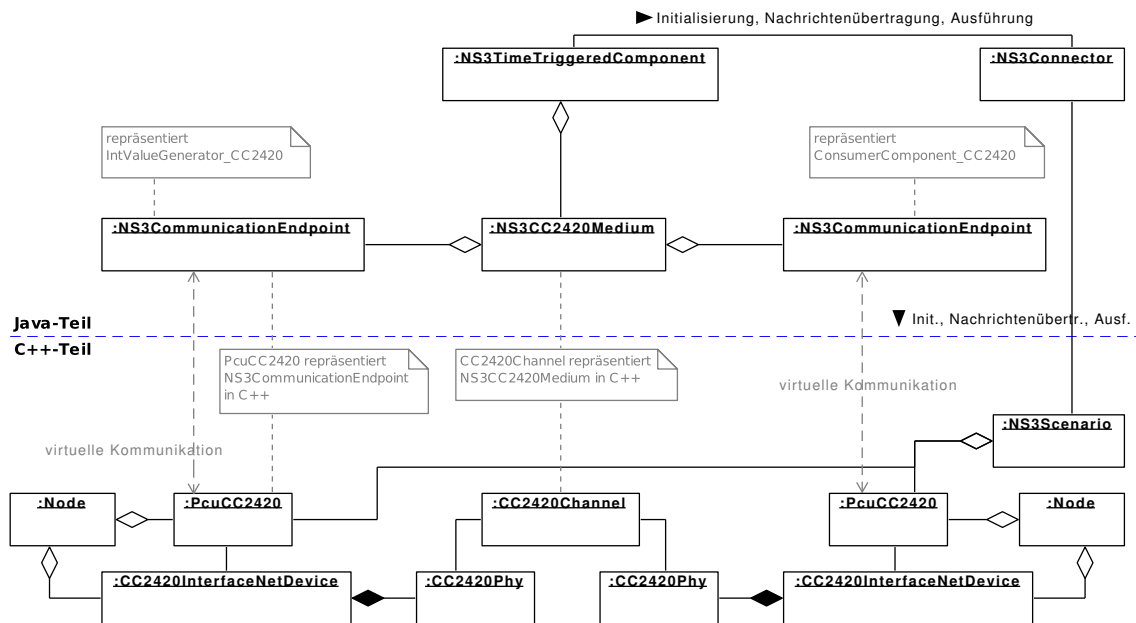 Initialisierung, Nachrichtenübertragung, Ausführung
:NS3TimeTriggeredComponent
:NS3Connector
repräsentiert
IntValueGenerator_CC2420
repräsentiert
ConsumerComponent_CC2420
:NS3CommunicationEndpoint
:NS3CC2420Medium
:NS3CommunicationEndpoint
Java-Teil
Init., Nachrichtenübertr., Ausf.
C++-Teil
PcuCC2420 repräsentiert
NS3CommunicationEndpoint
in C++
CC2420Channel repräsentiert
NS3CC2420Medium in C++
virtuelle Kommunikation
:NS3Scenario
virtuelle Kommunikation
:Node
:PcuCC2420
:CC2420Channel
:PcuCC2420
:Node
:CC2420InterfaceNetDevice
:CC2420Phy
:CC2420Phy
:CC2420InterfaceNetDevice